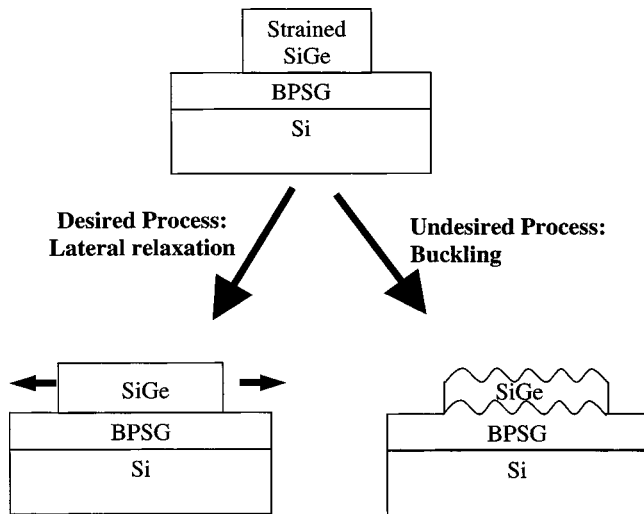 Strained
SiGe
BPSG
Si
Desired Process:
Lateral relaxation
Undesired Process:
Buckling
SiGe
BPSG
Si
SiGe
BPSG
Si